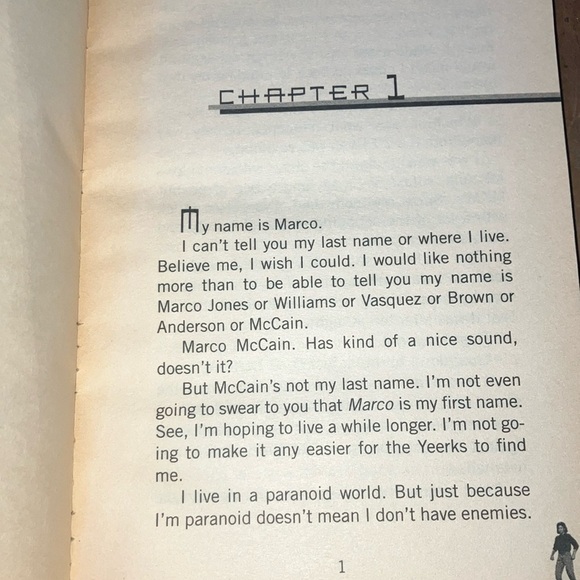 CHAPTER 1
My name is Marco.
I can't tell you my last name or where I live.
Believe me, I wish I could. I would like nothing
more than to be able to tell you my name is
Marco Jones or Williams or Vasquez or Brown or
Anderson or McCain.
Marco McCain. Has kind of a nice sound,
doesn't it?
But McCain's not my last name. I'm not even
going to swear to you that Marco is my first name.
See, I'm hoping to live a while longer. I'm not go-
ing to make it any easier for the Yeerks to find
me.
I live in a paranoid world. But just because
I'm paranoid doesn't mean I don't have enemies.
1